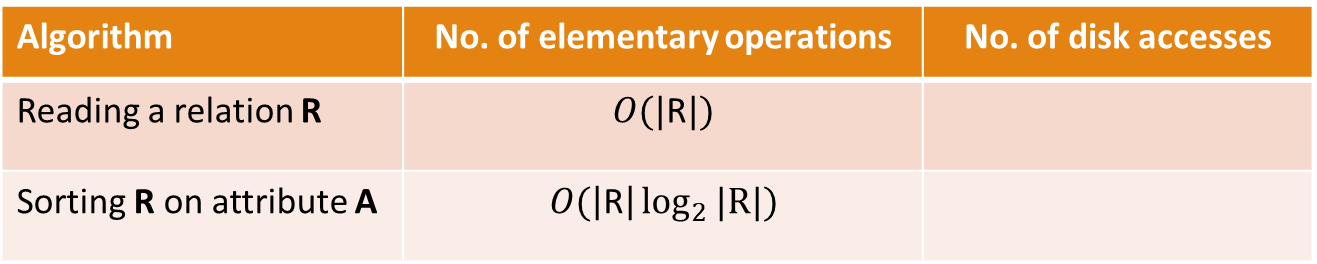 Algorithm No. of elementary operations No. of disk accesses
Reading a relation R O(|R|)
Sorting R on attribute A O(|R| log₂ |R|)